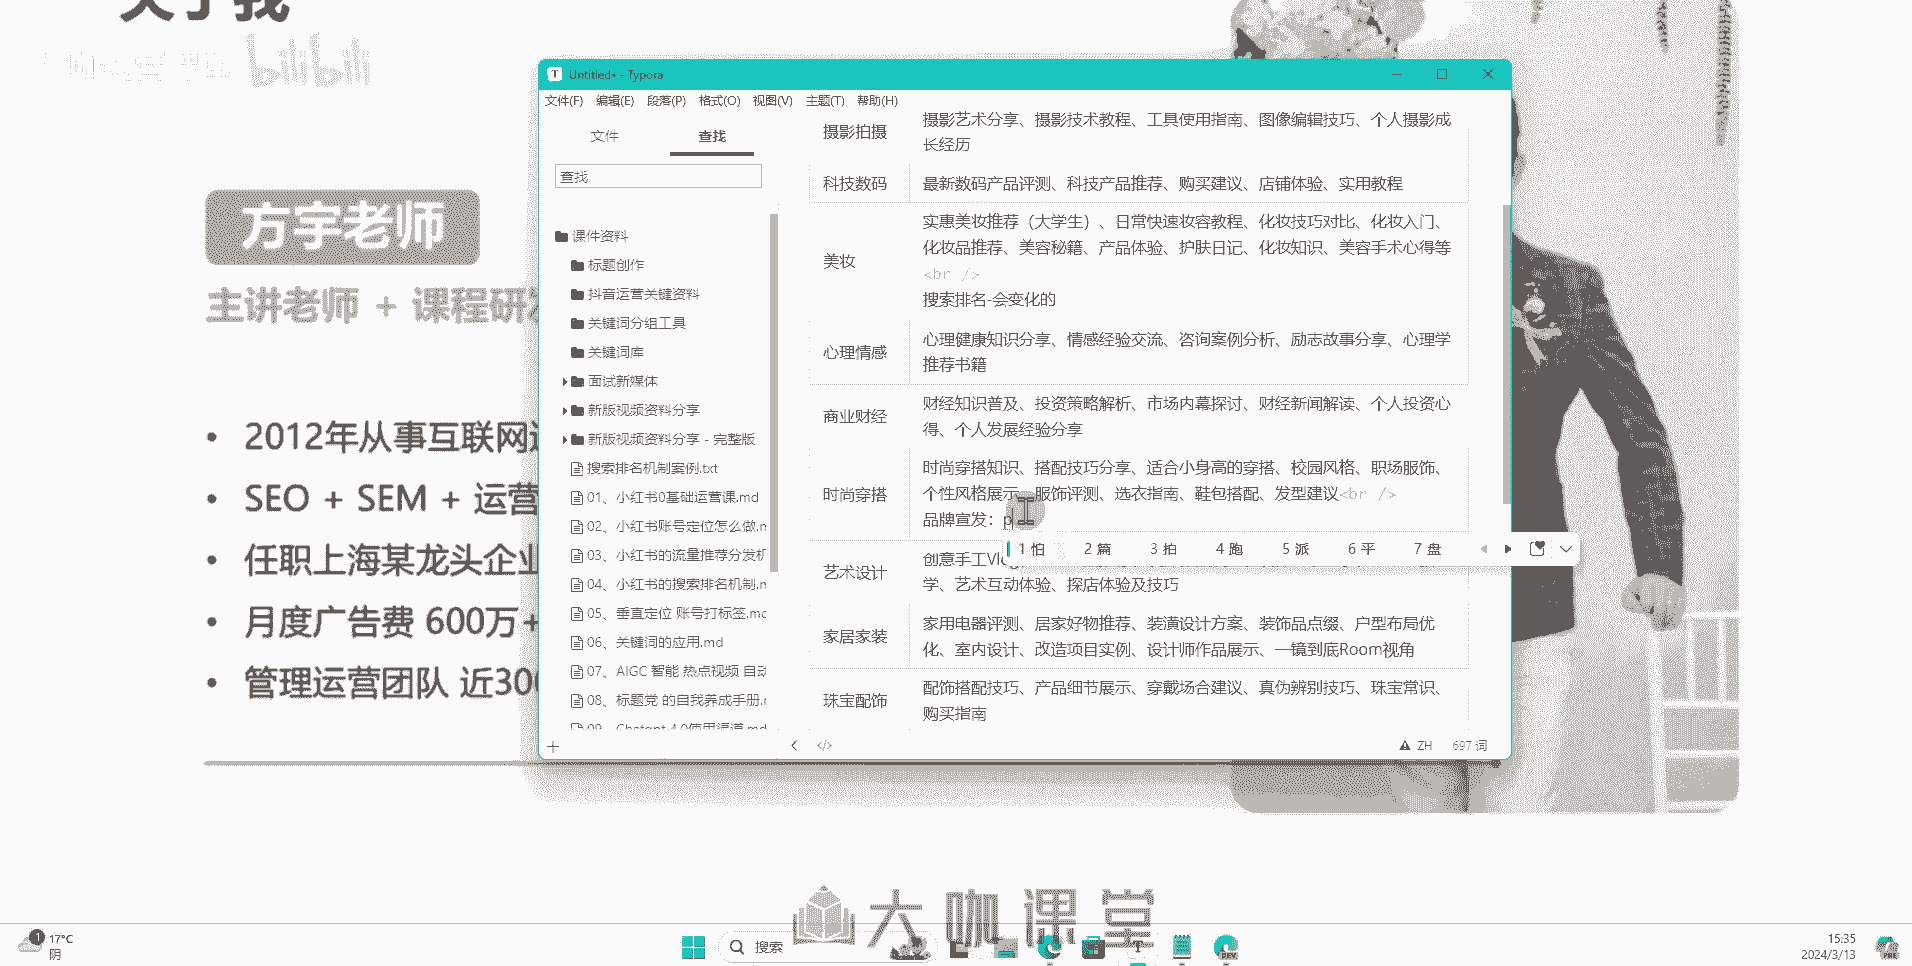 关于我
bilibili
方宇老师
主讲老师 + 课程研发
2012年从事互联网
SEO + SEM + 运营
任职上海某龙头企业
月度广告费 600万+
管理运营团队 近300
Untitled• - Typora
文件(F) 编辑(E) 段落(P) 格式(O) 视图(V) 主题(T) 帮助(H)
文件 查找
查找
课件资料
标题创作
抖音运营关键资料
关键词分组工具
关键词库
面试新媒体
新版视频资料分享
新版视频资料分享 - 完整版
搜索排名机制案例.txt
01、小红书0基础运营课.md
02、小红书账号定位怎么做.m
03、小红书的流量推荐分发机
04、小红书的搜索排名机制.m
05、垂直定位 账号打标签.mc
06、关键词的应用.md
07、AIGC 智能 热点视频 自动
08、标题党 的自我养成手册.m
09、Chatgpt 4.0使用渠道.md
摄影拍摄
摄影艺术分享、摄影技术教程、工具使用指南、图像编辑技巧、个人摄影成
长经历
科技数码
最新数码产品评测、科技产品推荐、购买建议、店铺体验、实用教程
美妆
实惠美妆推荐（大学生）、日常快速妆容教程、化妆技巧对比、化妆入门、
化妆品推荐、美容秘籍、产品体验、护肤日记、化妆知识、美容手术心得等
<br />
搜索排名-会变化的
心理情感
心理健康知识分享、情感经验交流、咨询案例分析、励志故事分享、心理学
推荐书籍
商业财经
财经知识普及、投资策略解析、市场内幕探讨、财经新闻解读、个人投资心
得、个人发展经验分享
时尚穿搭
时尚穿搭知识、搭配技巧分享、适合小身高的穿搭、校园风格、职场服饰、
个性风格展示、服饰评测、选衣指南、鞋包搭配、发型建议<br />
品牌宣发：p
1 怕 2 篇 3 拍 4 跑 5 派 6 平 7 盘
艺术设计
创意手工Vlog
学、艺术互动体验、探店体验及技巧
家居家装
家用电器评测、居家好物推荐、装潢设计方案、装饰品点缀、户型布局优
化、室内设计、改造项目实例、设计师作品展示、一镜到底Room视角
珠宝配饰
配饰搭配技巧、产品细节展示、穿戴场合建议、真伪辨别技巧、珠宝常识、
购买指南
ZH 697 词
大咖课堂
1 17°C
阴
搜索
DEV
15:35
2024/3/13
PRE